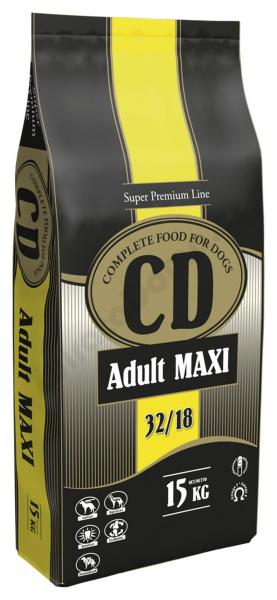 Super Premium Line
COMPLETE FOOD FOR DOGS
CD
Adult MAXI
32/18
15 KG
NETTO
COMPLETE FOOD FOR DOGS
CD
Adult MAXI
15 KG